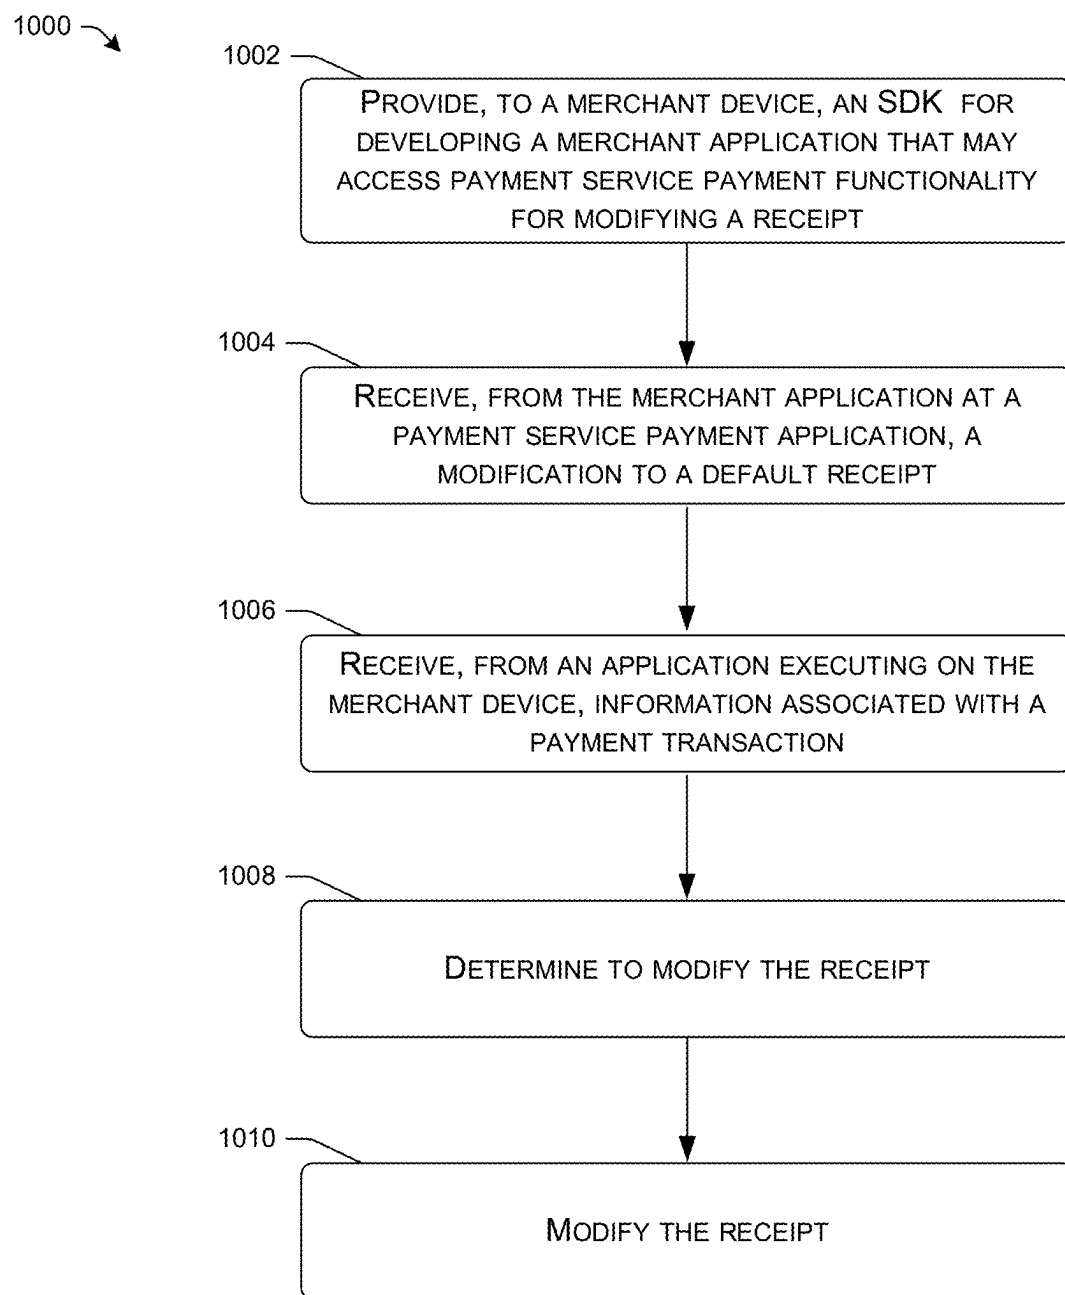 1000
1002
PROVIDE, TO A MERCHANT DEVICE, AN SDK FOR
DEVELOPING A MERCHANT APPLICATION THAT MAY
ACCESS PAYMENT SERVICE PAYMENT FUNCTIONALITY
FOR MODIFYING A RECEIPT
1004
RECEIVE, FROM THE MERCHANT APPLICATION AT A
PAYMENT SERVICE PAYMENT APPLICATION, A
MODIFICATION TO A DEFAULT RECEIPT
1006
RECEIVE, FROM AN APPLICATION EXECUTING ON THE
MERCHANT DEVICE, INFORMATION ASSOCIATED WITH A
PAYMENT TRANSACTION
1008
DETERMINE TO MODIFY THE RECEIPT
1010
MODIFY THE RECEIPT